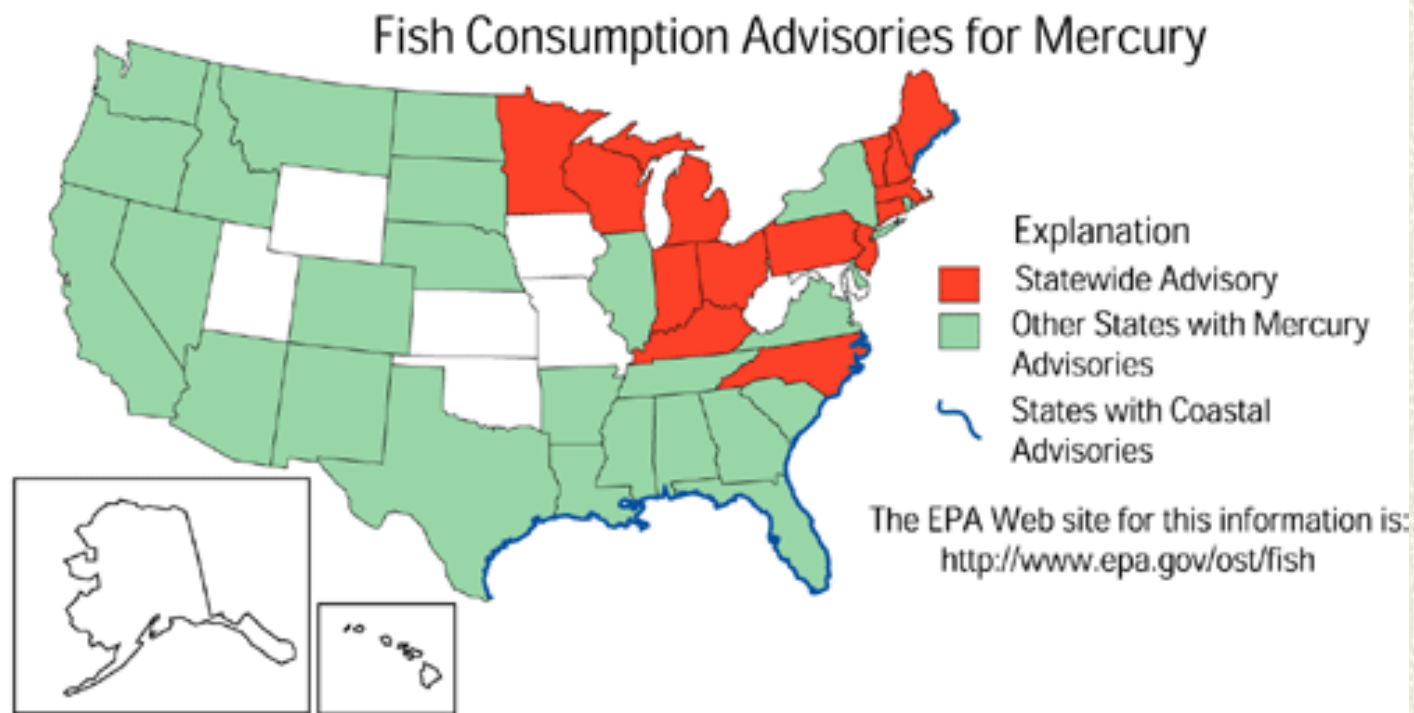 Fish Consumption Advisories for Mercury
Explanation
Statewide Advisory
Other States with Mercury
Advisories
States with Coastal
Advisories
The EPA Web site for this information is:
http://www.epa.gov/ost/fish